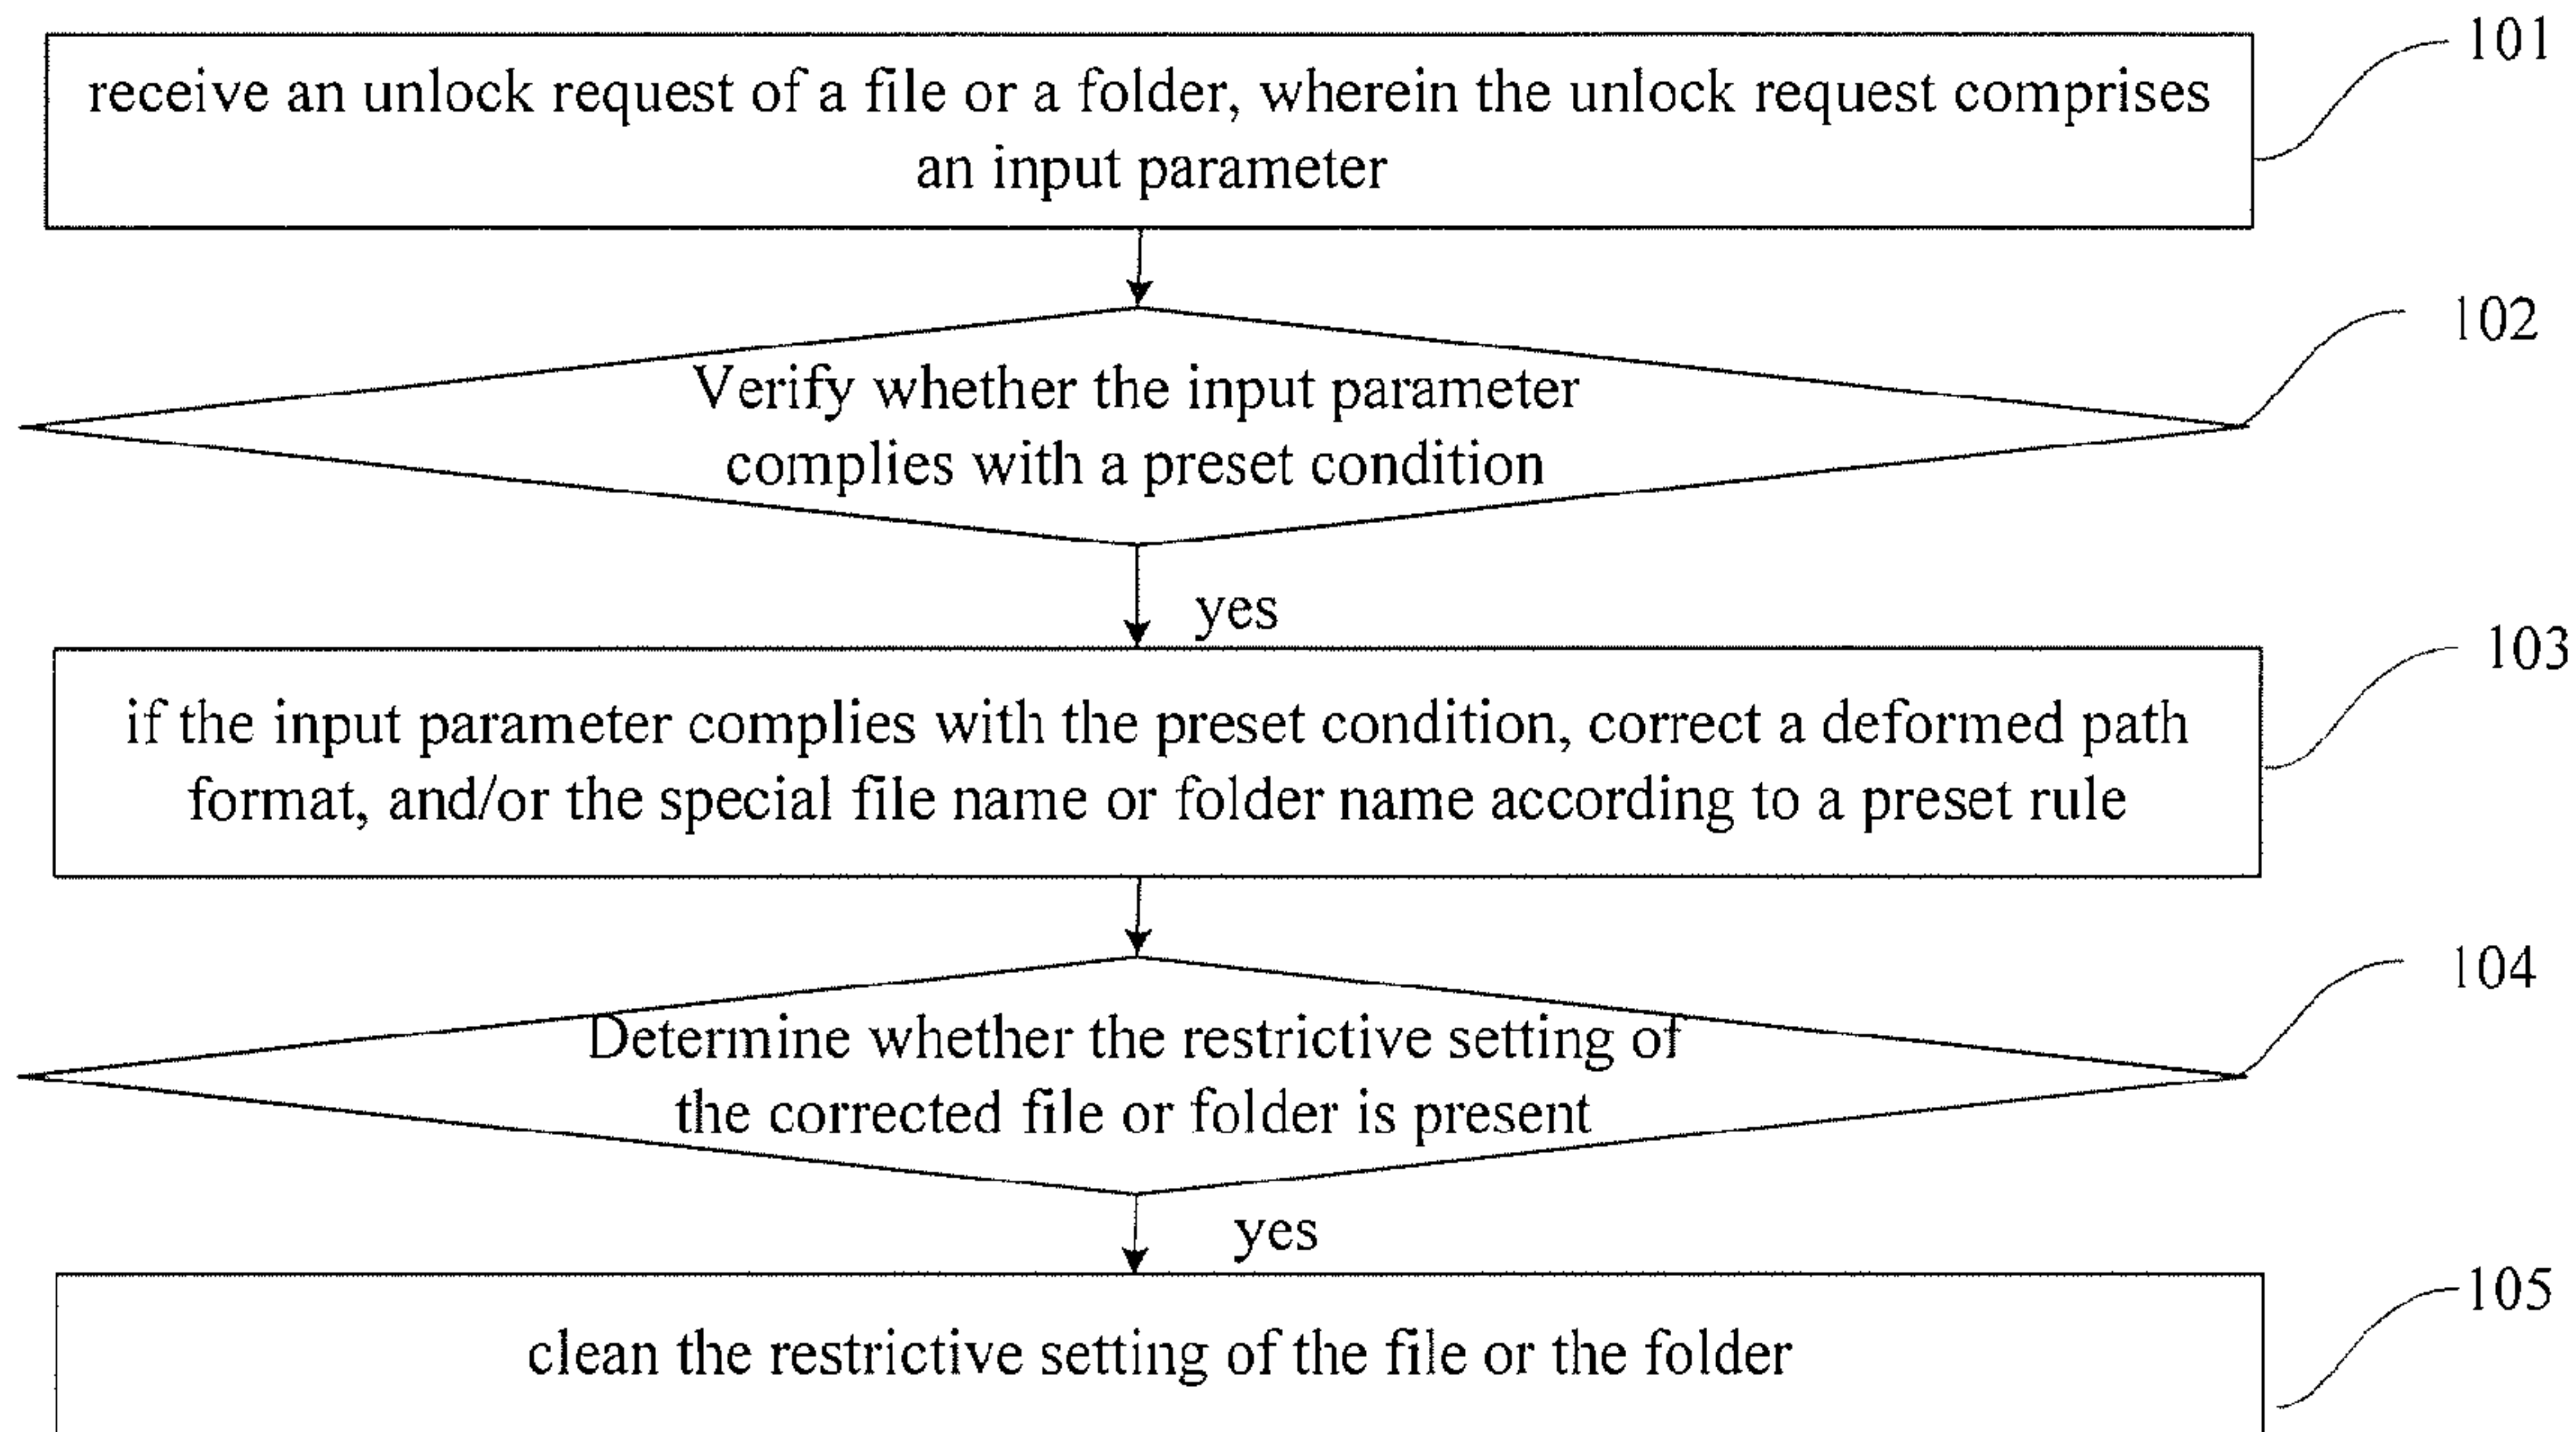 101
receive an unlock request of a file or a folder, wherein the unlock request comprises
an input parameter
102
Verify whether the input parameter
complies with a preset condition
yes
103
if the input parameter complies with the preset condition, correct a deformed path
format, and/or the special file name or folder name according to a preset rule
104
Determine whether the restrictive setting of
the corrected file or folder is present
yes
105
clean the restrictive setting of the file or the folder